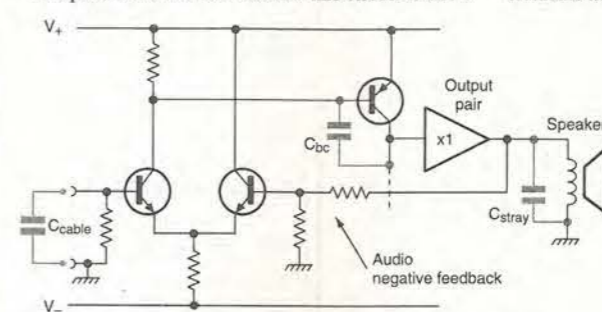 V+
Output
pair
Speaker
x1
Cbc
Ccable
Cstray
Audio
negative feedback
V−